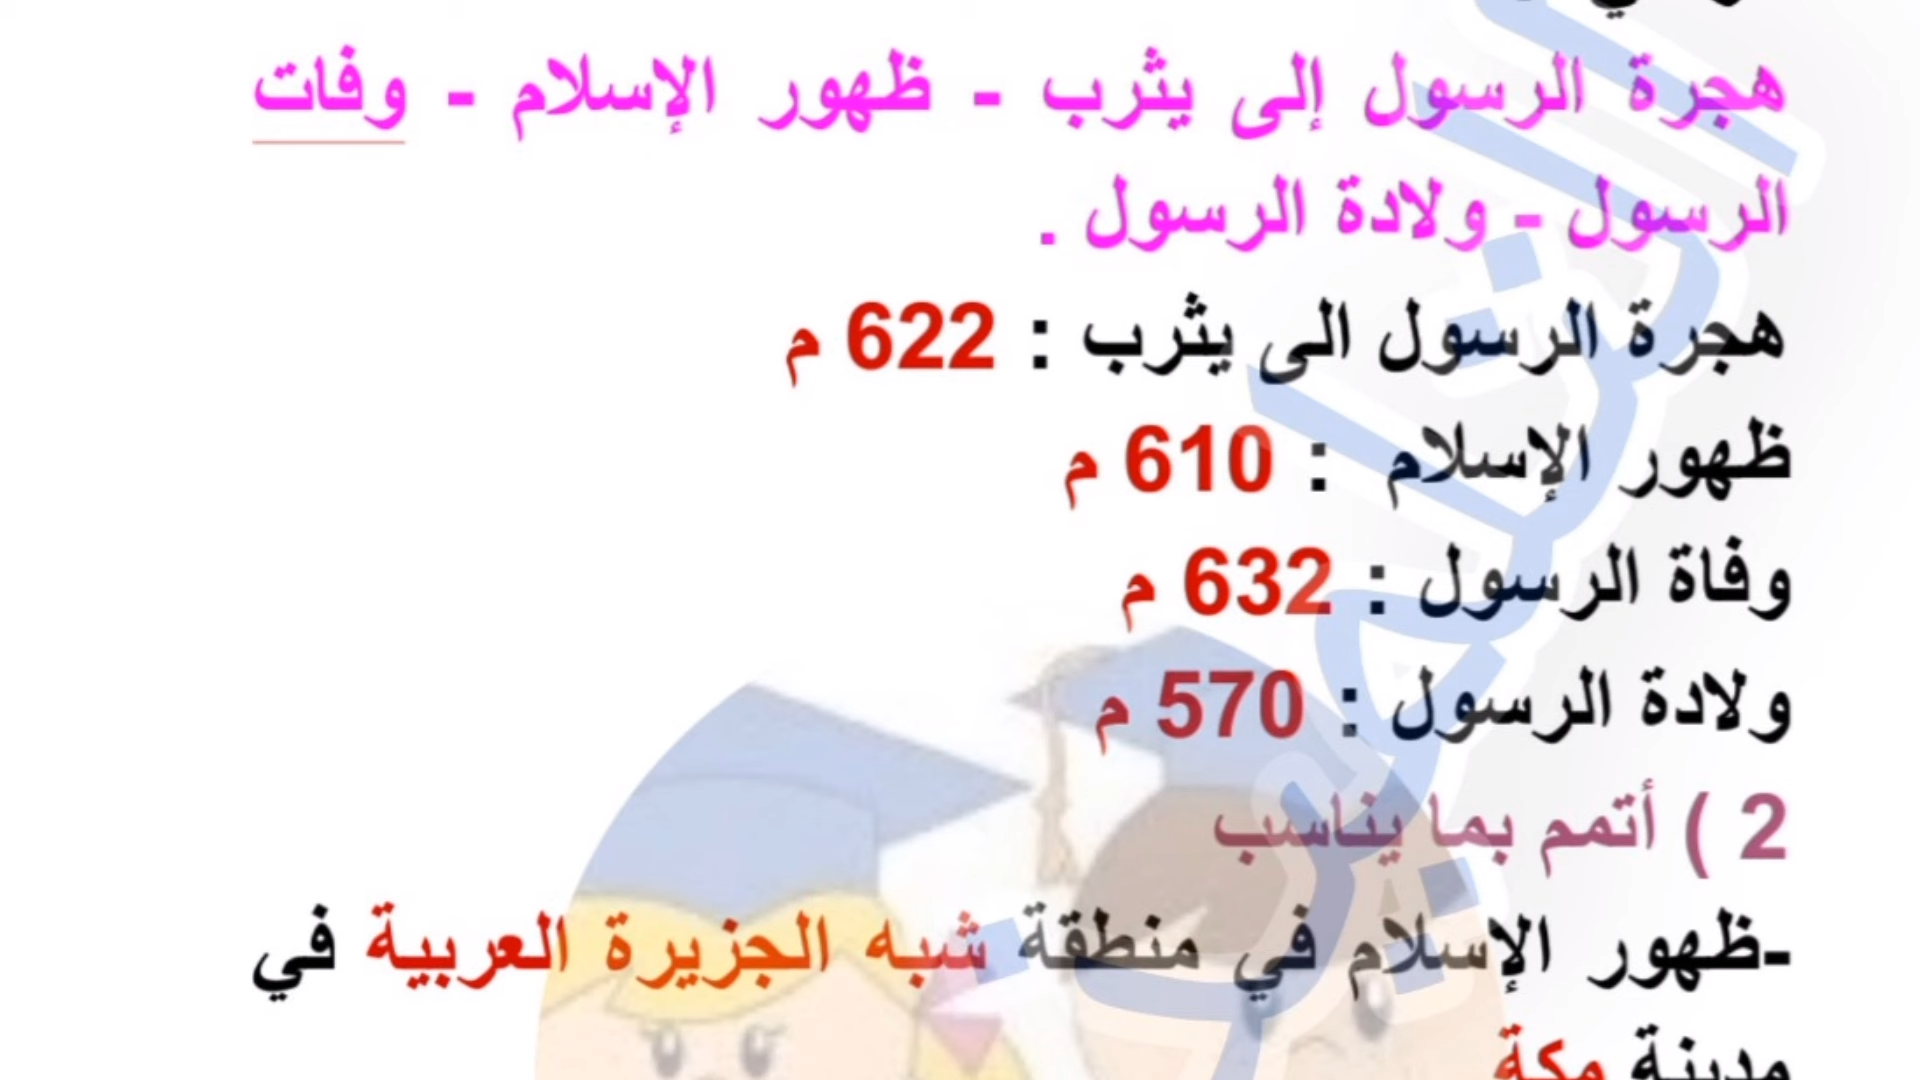 هجرة الرسول إلى يثرب - ظهور الإسلام - وفات
الرسول - ولادة الرسول .
هجرة الرسول الى يثرب : 622 م
ظهور الإسلام : 610 م
وفاة الرسول : 632 م
ولادة الرسول : 570 م
2 ) أتمم بما يناسب
-ظهور الإسلام في منطقة شبه الجزيرة العربية في
مدينة مكة